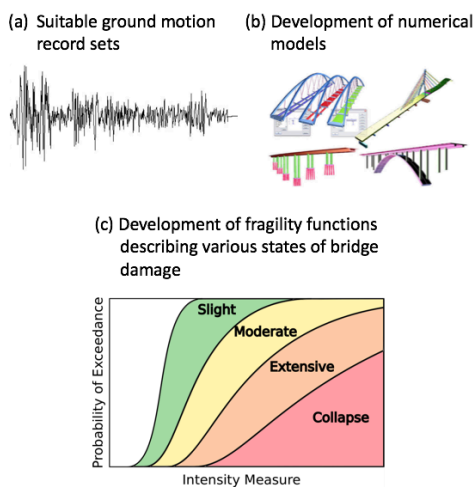 (a) Suitable ground motion
record sets
(b) Development of numerical
models
(c) Development of fragility functions
describing various states of bridge
damage
Probability of Exceedance
Slight
Moderate
Extensive
Collapse
Intensity Measure